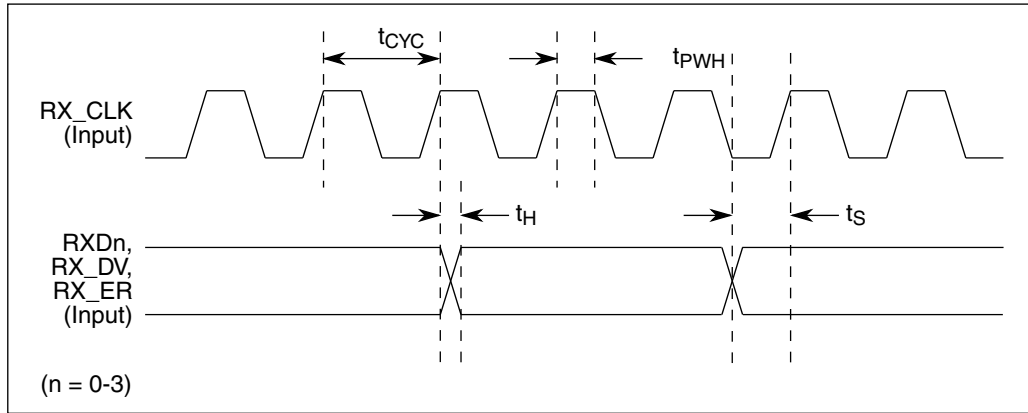 tCYC
tPWH
RX_CLK
(Input)
tH
tS
RXDn,
RX_DV,
RX_ER
(Input)
(n = 0-3)